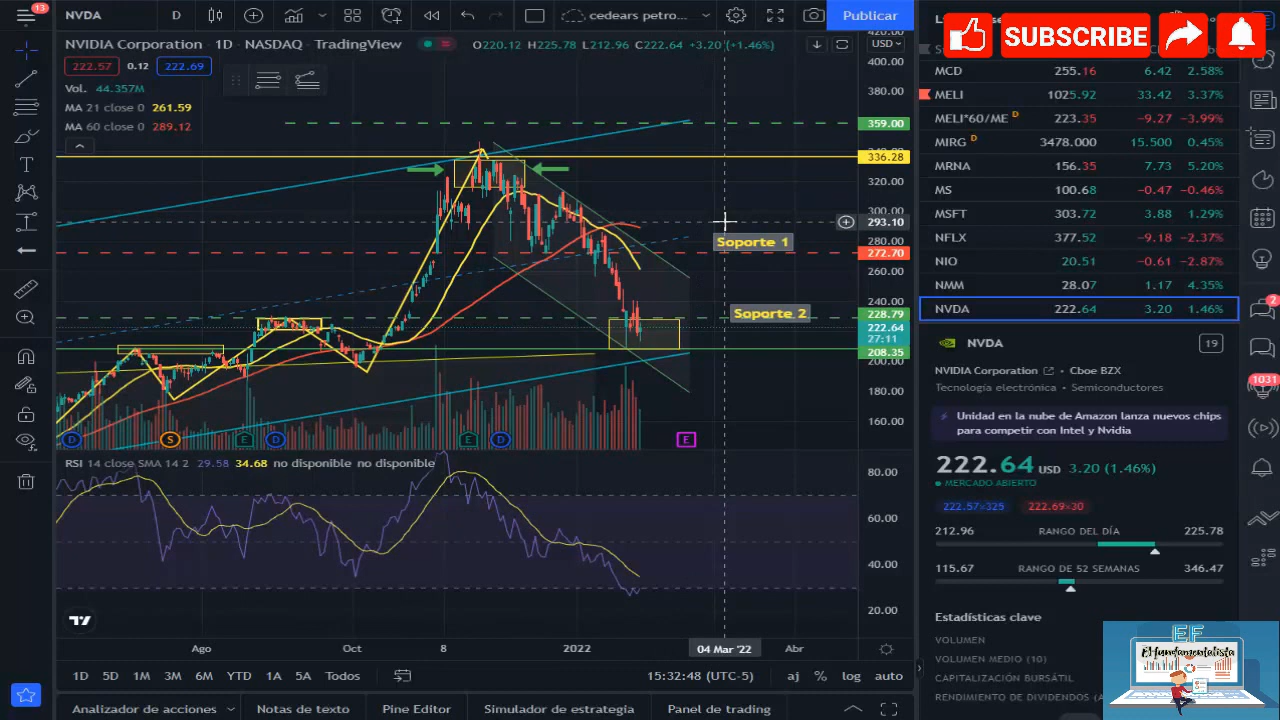 13
NVDA
D
cedears petro...
Publicar
SUBSCRIBE
NVIDIA Corporation · 1D · NASDAQ · TradingView
O220.12 H225.78 L212.96 C222.64 +3.20 (+1.46%)
USD
222.57 0.12 222.69
Vol. 44.357M
MA 21 close 0 261.59
MA 60 close 0 289.12
420.00
400.00
380.00
359.00
336.28
320.00
300.00
293.10
280.00
272.70
260.00
240.00
228.79
222.64
27:11
208.35
200.00
180.00
160.00
Soporte 1
Soporte 2
D
S
E
D
E
D
E
RSI 14 close SMA 14 2 29.58 34.68 no disponible no disponible
80.00
60.00
40.00
20.00
Ago
Oct
8
2022
04 Mar '22
Abr
1D 5D 1M 3M 6M YTD 1A 5A Todos
15:32:48 (UTC-5)
% log auto
Analizador de acciones
Notas de texto
Pine Editor
Simulador de estrategia
Panel de trading
MCD 255.16 6.42 2.58%
MELI 1025.92 33.42 3.37%
MELI*60/ME D 223.35 −9.27 −3.99%
MIRG D 3478.000 15.500 0.45%
MRNA 156.35 7.73 5.20%
MS 100.68 −0.47 −0.46%
MSFT 303.72 3.88 1.29%
NFLX 377.52 −9.18 −2.37%
NIO 20.51 −0.61 −2.87%
NMM 28.07 1.17 4.35%
NVDA 222.64 3.20 1.46%
NVDA
19
NVIDIA Corporation • Cboe BZX
Tecnología electrónica • Semiconductores
Unidad en la nube de Amazon lanza nuevos chips
para competir con Intel y Nvidia
222.64 USD 3.20 (1.46%)
MERCADO ABIERTO
222.57×325 222.69×30
212.96 RANGO DEL DÍA 225.78
115.67 RANGO DE 52 SEMANAS 346.47
Estadísticas clave
VOLUMEN
VOLUMEN MEDIO (10)
CAPITALIZACIÓN BURSÁTIL
RENDIMIENTO DE DIVIDENDOS (A
2
1031
EF
El fundamentalista